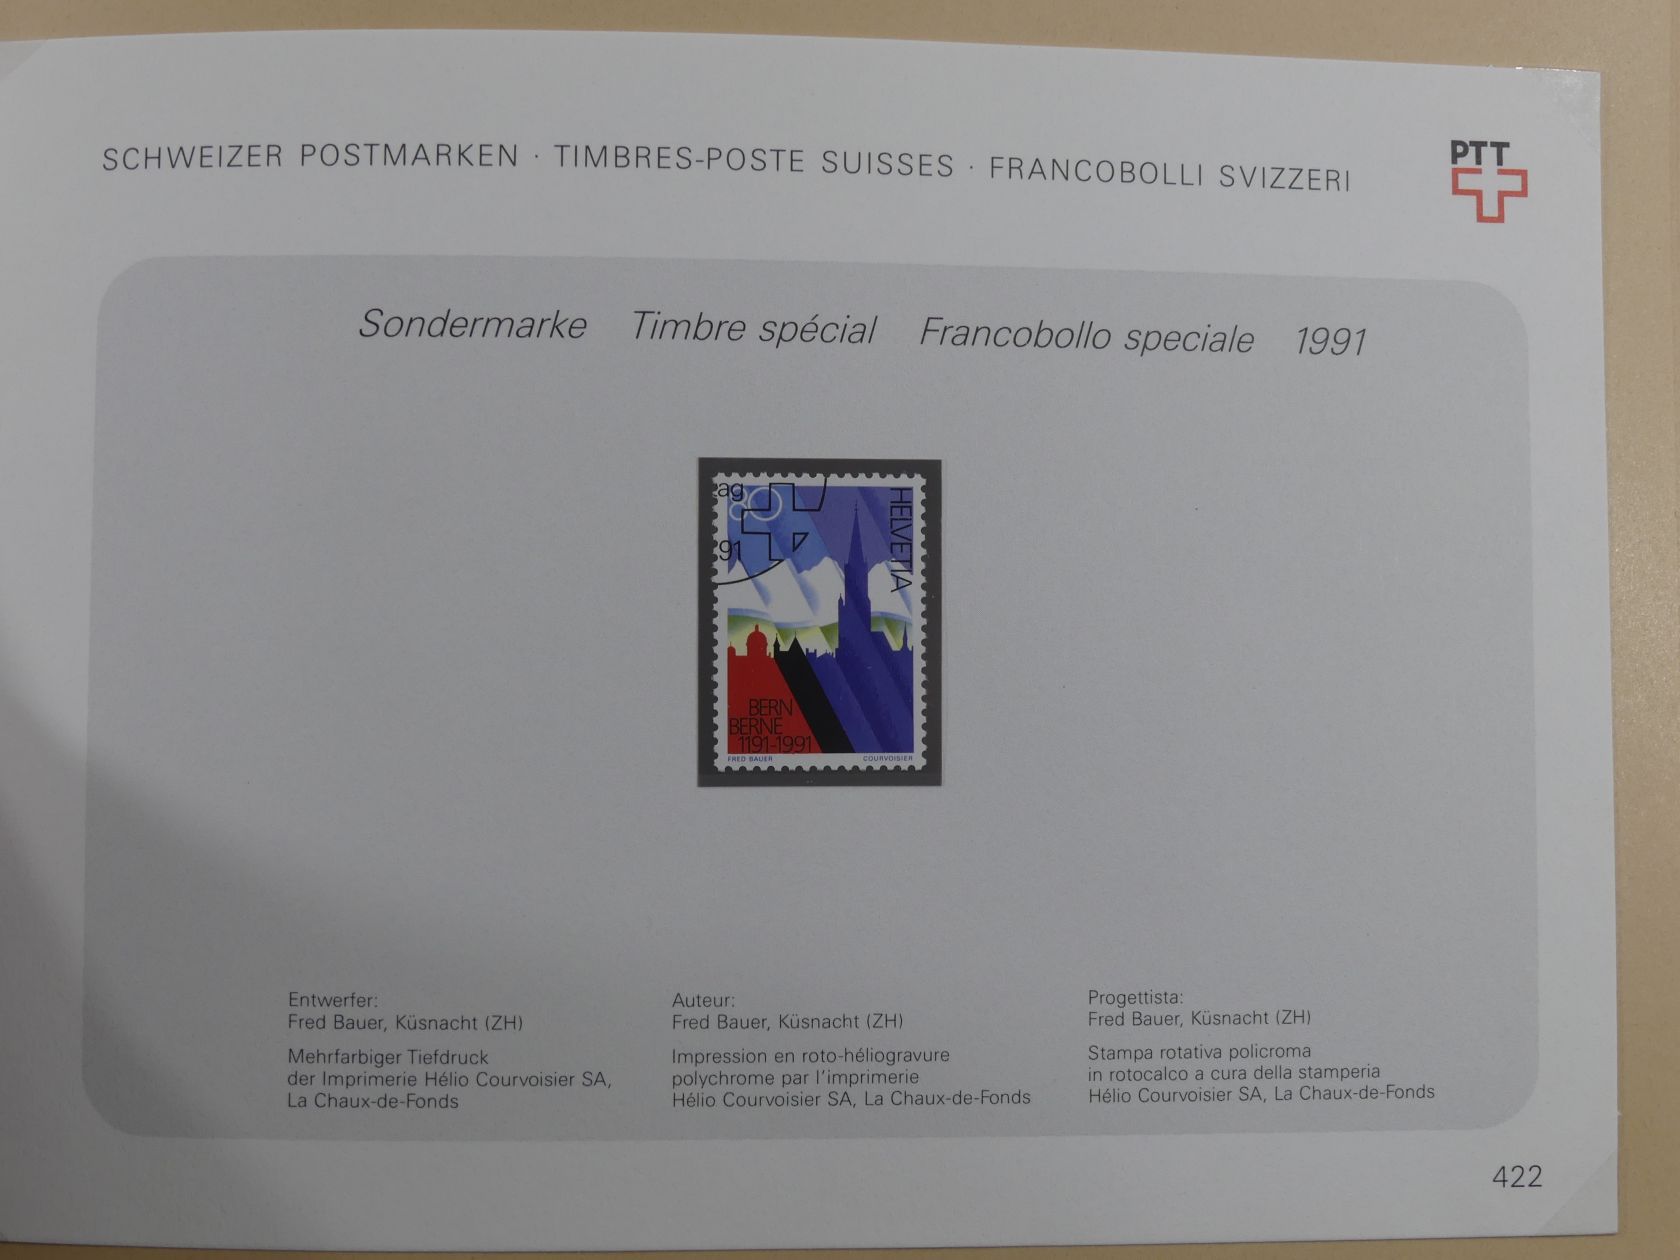 SCHWEIZER POSTMARKEN · TIMBRES-POSTE SUISSES · FRANCOBOLLI SVIZZERI
PTT
Sondermarke Timbre spécial Francobollo speciale 1991
ag
80
91
HELVETIA
BERN
BERNE
1191-1991
FRED BAUER COURVOISIER
Entwerfer:
Fred Bauer, Küsnacht (ZH)
Mehrfarbiger Tiefdruck
der Imprimerie Hélio Courvoisier SA,
La Chaux-de-Fonds
Auteur:
Fred Bauer, Küsnacht (ZH)
Impression en roto-héliogravure
polychrome par l'imprimerie
Hélio Courvoisier SA, La Chaux-de-Fonds
Progettista:
Fred Bauer, Küsnacht (ZH)
Stampa rotativa policroma
in rotocalco a cura della stamperia
Hélio Courvoisier SA, La Chaux-de-Fonds
422